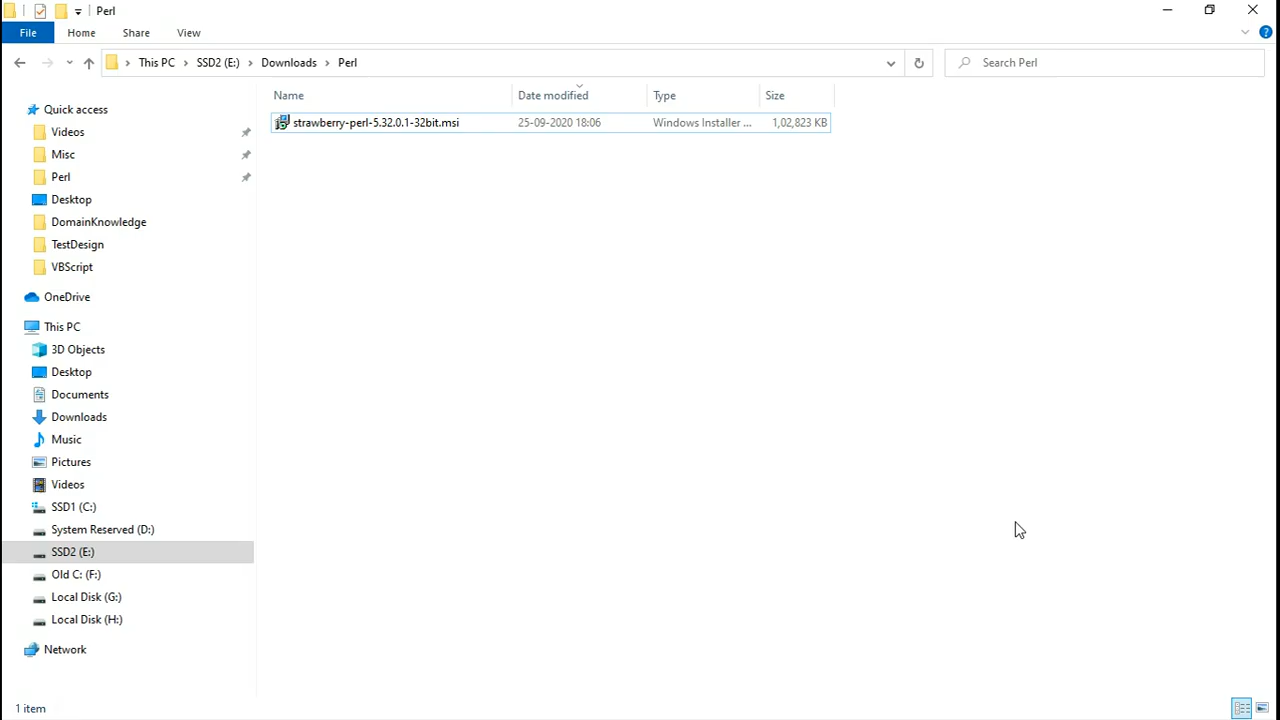 Perl
File Home Share View
This PC SSD2 (E:) Downloads Perl
Search Perl
Name Date modified Type Size
strawberry-perl-5.32.0.1-32bit.msi 25-09-2020 18:06 Windows Installer ... 1,02,823 KB
Quick access
Videos
Misc
Perl
Desktop
DomainKnowledge
TestDesign
VBScript
OneDrive
This PC
3D Objects
Desktop
Documents
Downloads
Music
Pictures
Videos
SSD1 (C:)
System Reserved (D:)
SSD2 (E:)
Old C: (F:)
Local Disk (G:)
Local Disk (H:)
Network
1 item